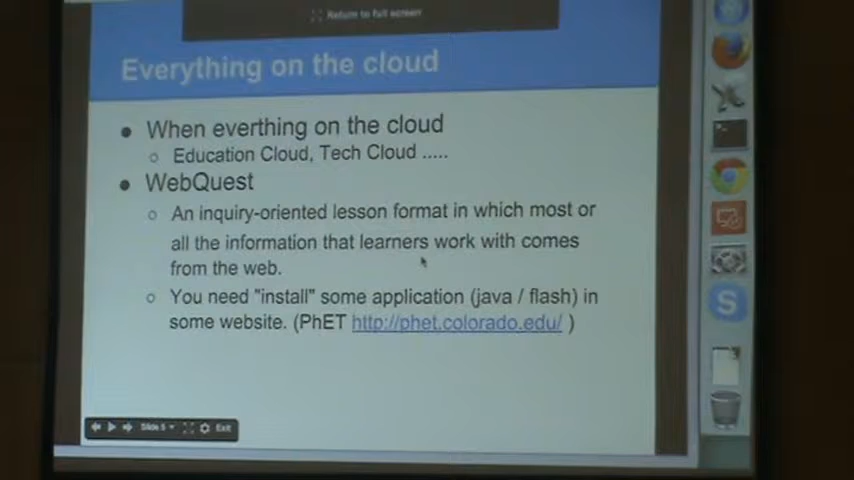 Return to full screen
Everything on the cloud
When everthing on the cloud
Education Cloud, Tech Cloud .....
WebQuest
An inquiry-oriented lesson format in which most or
all the information that learners work with comes
from the web.
You need "install" some application (java / flash) in
some website. (PhET http://phet.colorado.edu/ )
Slide 5
Exit